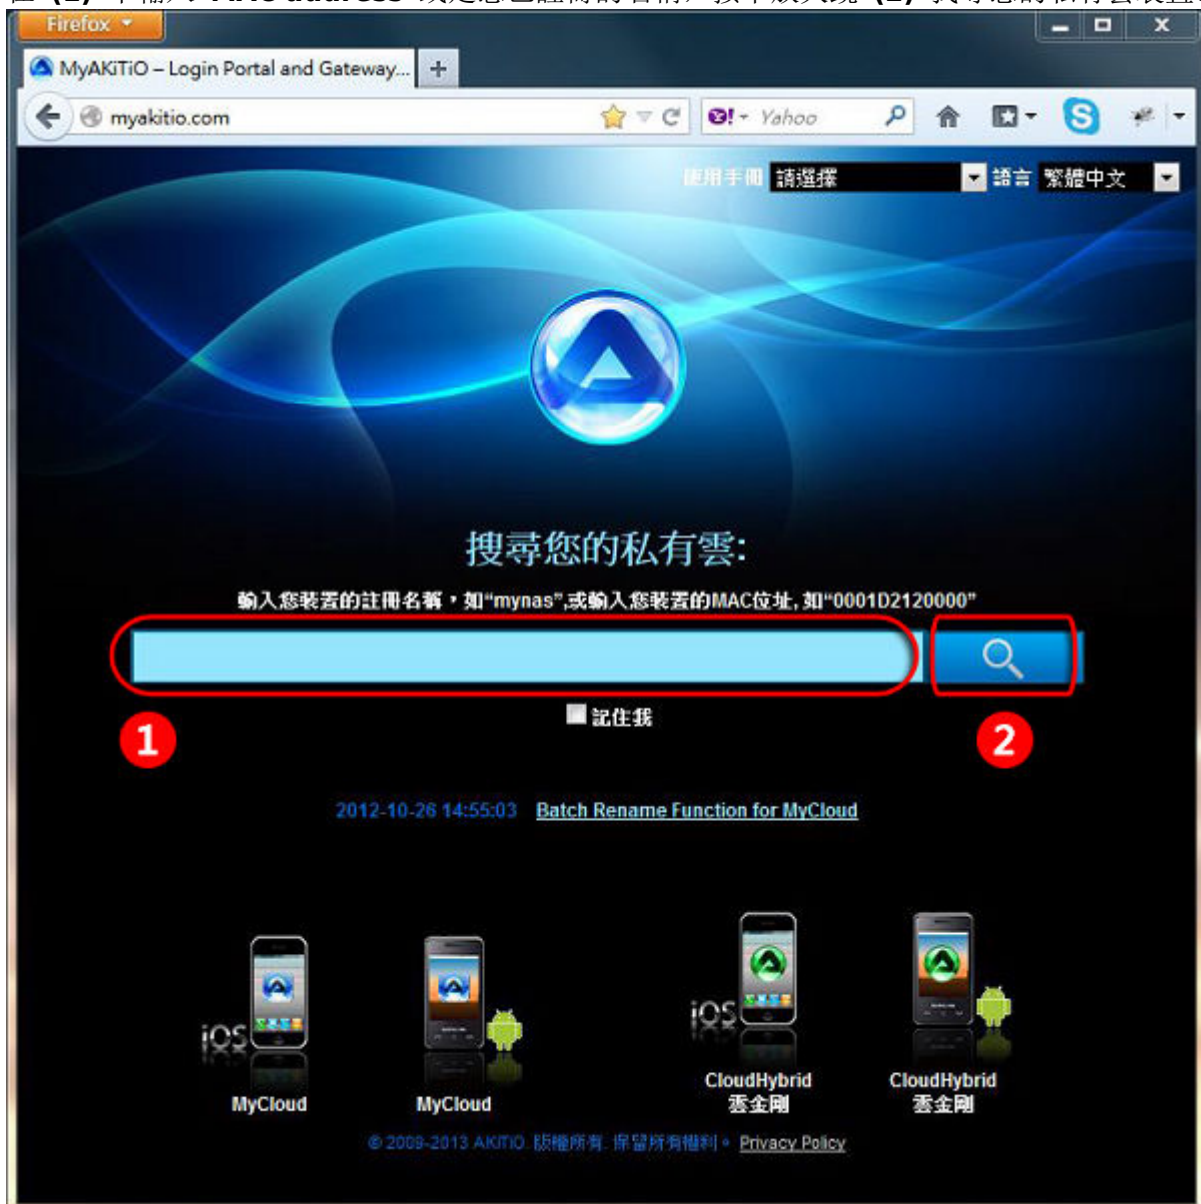 Firefox
MyAKiTiO – Login Portal and Gateway... +
myakitio.com Yahoo
使用手冊 請選擇 語言 繁體中文
搜尋您的私有雲:
輸入您裝置的註冊名稱，如“mynas”,或輸入您裝置的MAC位址, 如“0001D2120000”
記住我
1 2
2012-10-26 14:55:03 Batch Rename Function for MyCloud
iOS iOS
MyCloud MyCloud CloudHybrid 雲金剛 CloudHybrid 雲金剛
© 2009-2013 AKiTiO. 版權所有. 保留所有權利。 Privacy Policy